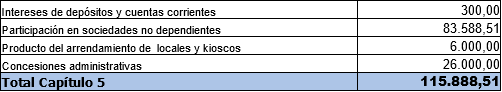 Intereses de depósitos y cuentas corrientes 300,00
Participación en sociedades no dependientes 83.588,51
Producto del arrendamiento de locales y kioscos 6.000,00
Concesiones administrativas 26.000,00
Total Capítulo 5 115.888,51